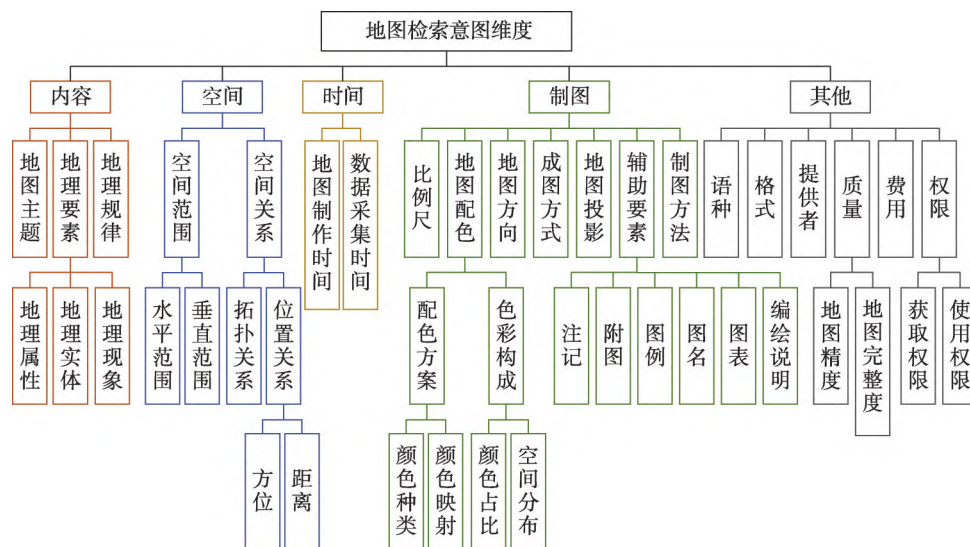 地图检索意图维度
内容
空间
时间
制图
其他
地图主题
地理要素
地理规律
空间范围
空间关系
地图制作时间
数据采集时间
比例尺
地图配色
地图方向
成图方式
地图投影
辅助要素
制图方法
语种
格式
提供者
质量
费用
权限
地理属性
地理实体
地理现象
水平范围
垂直范围
拓扑关系
位置关系
配色方案
色彩构成
注记
附图
图例
图名
图表
编绘说明
地图精度
地图完整度
获取权限
使用权限
方位
距离
颜色种类
颜色映射
颜色占比
空间分布